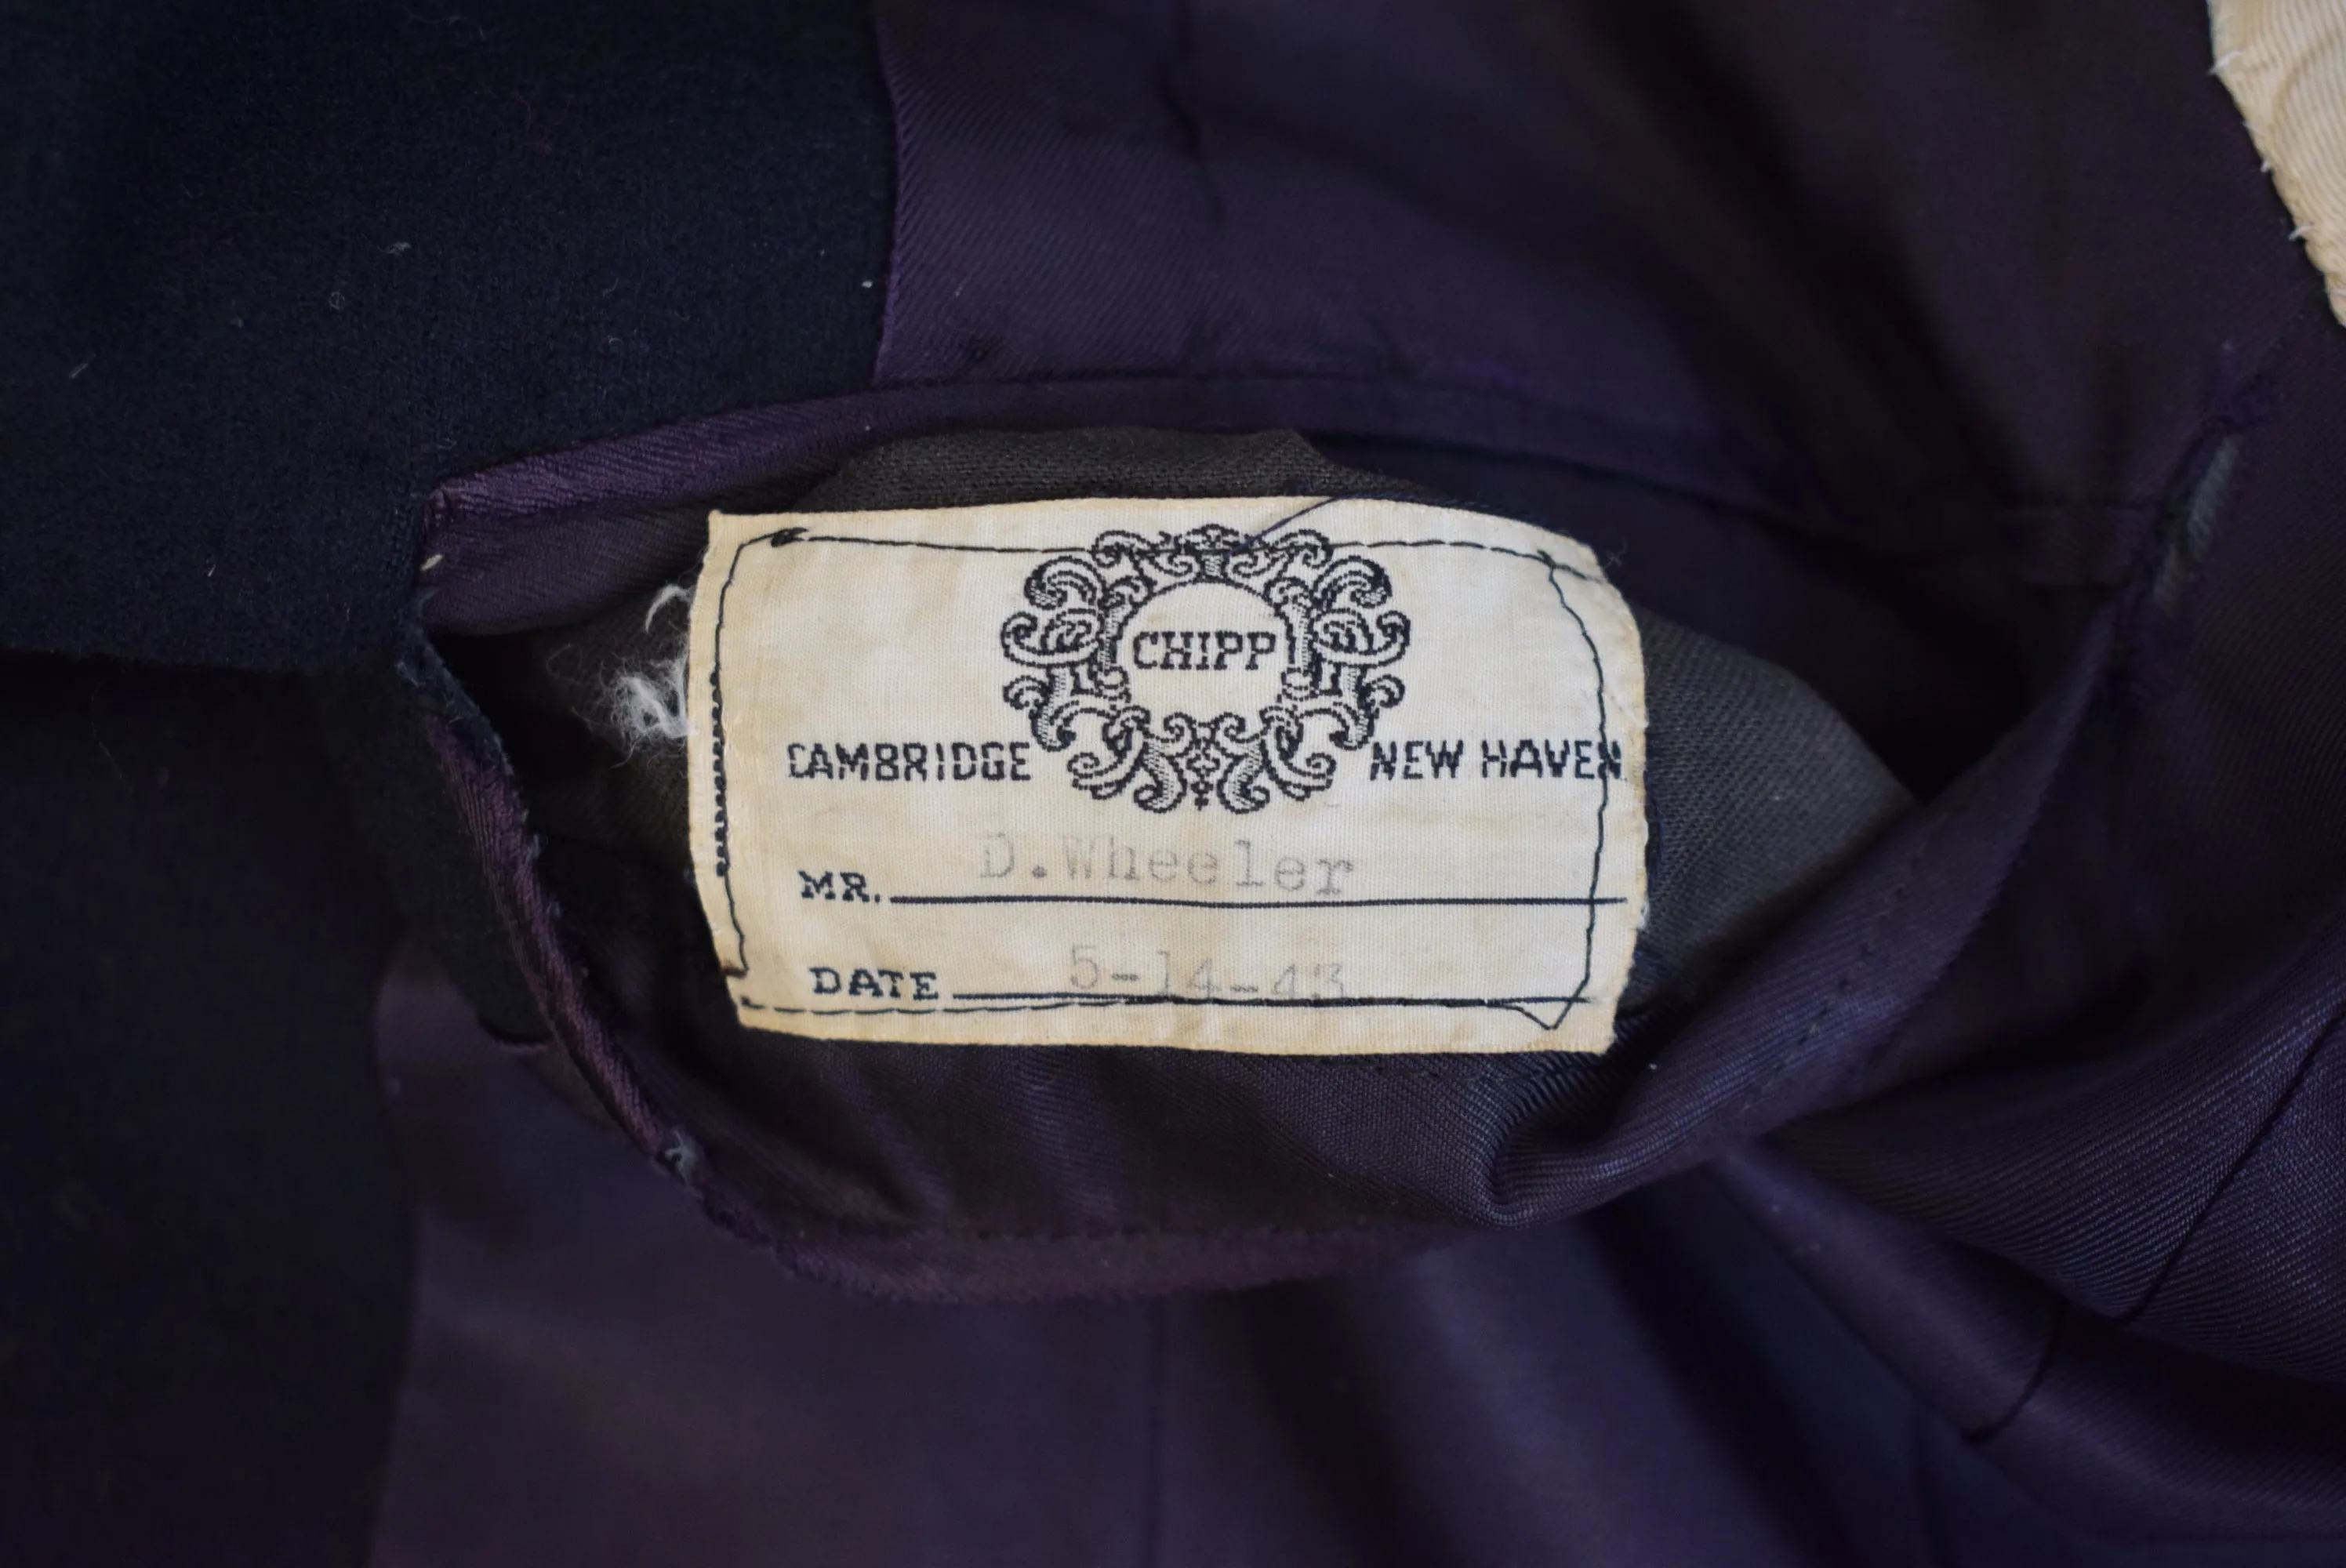 CHIPP
CAMBRIDGE NEW HAVEN
MR. D.Wheeler
DATE 5-14-43